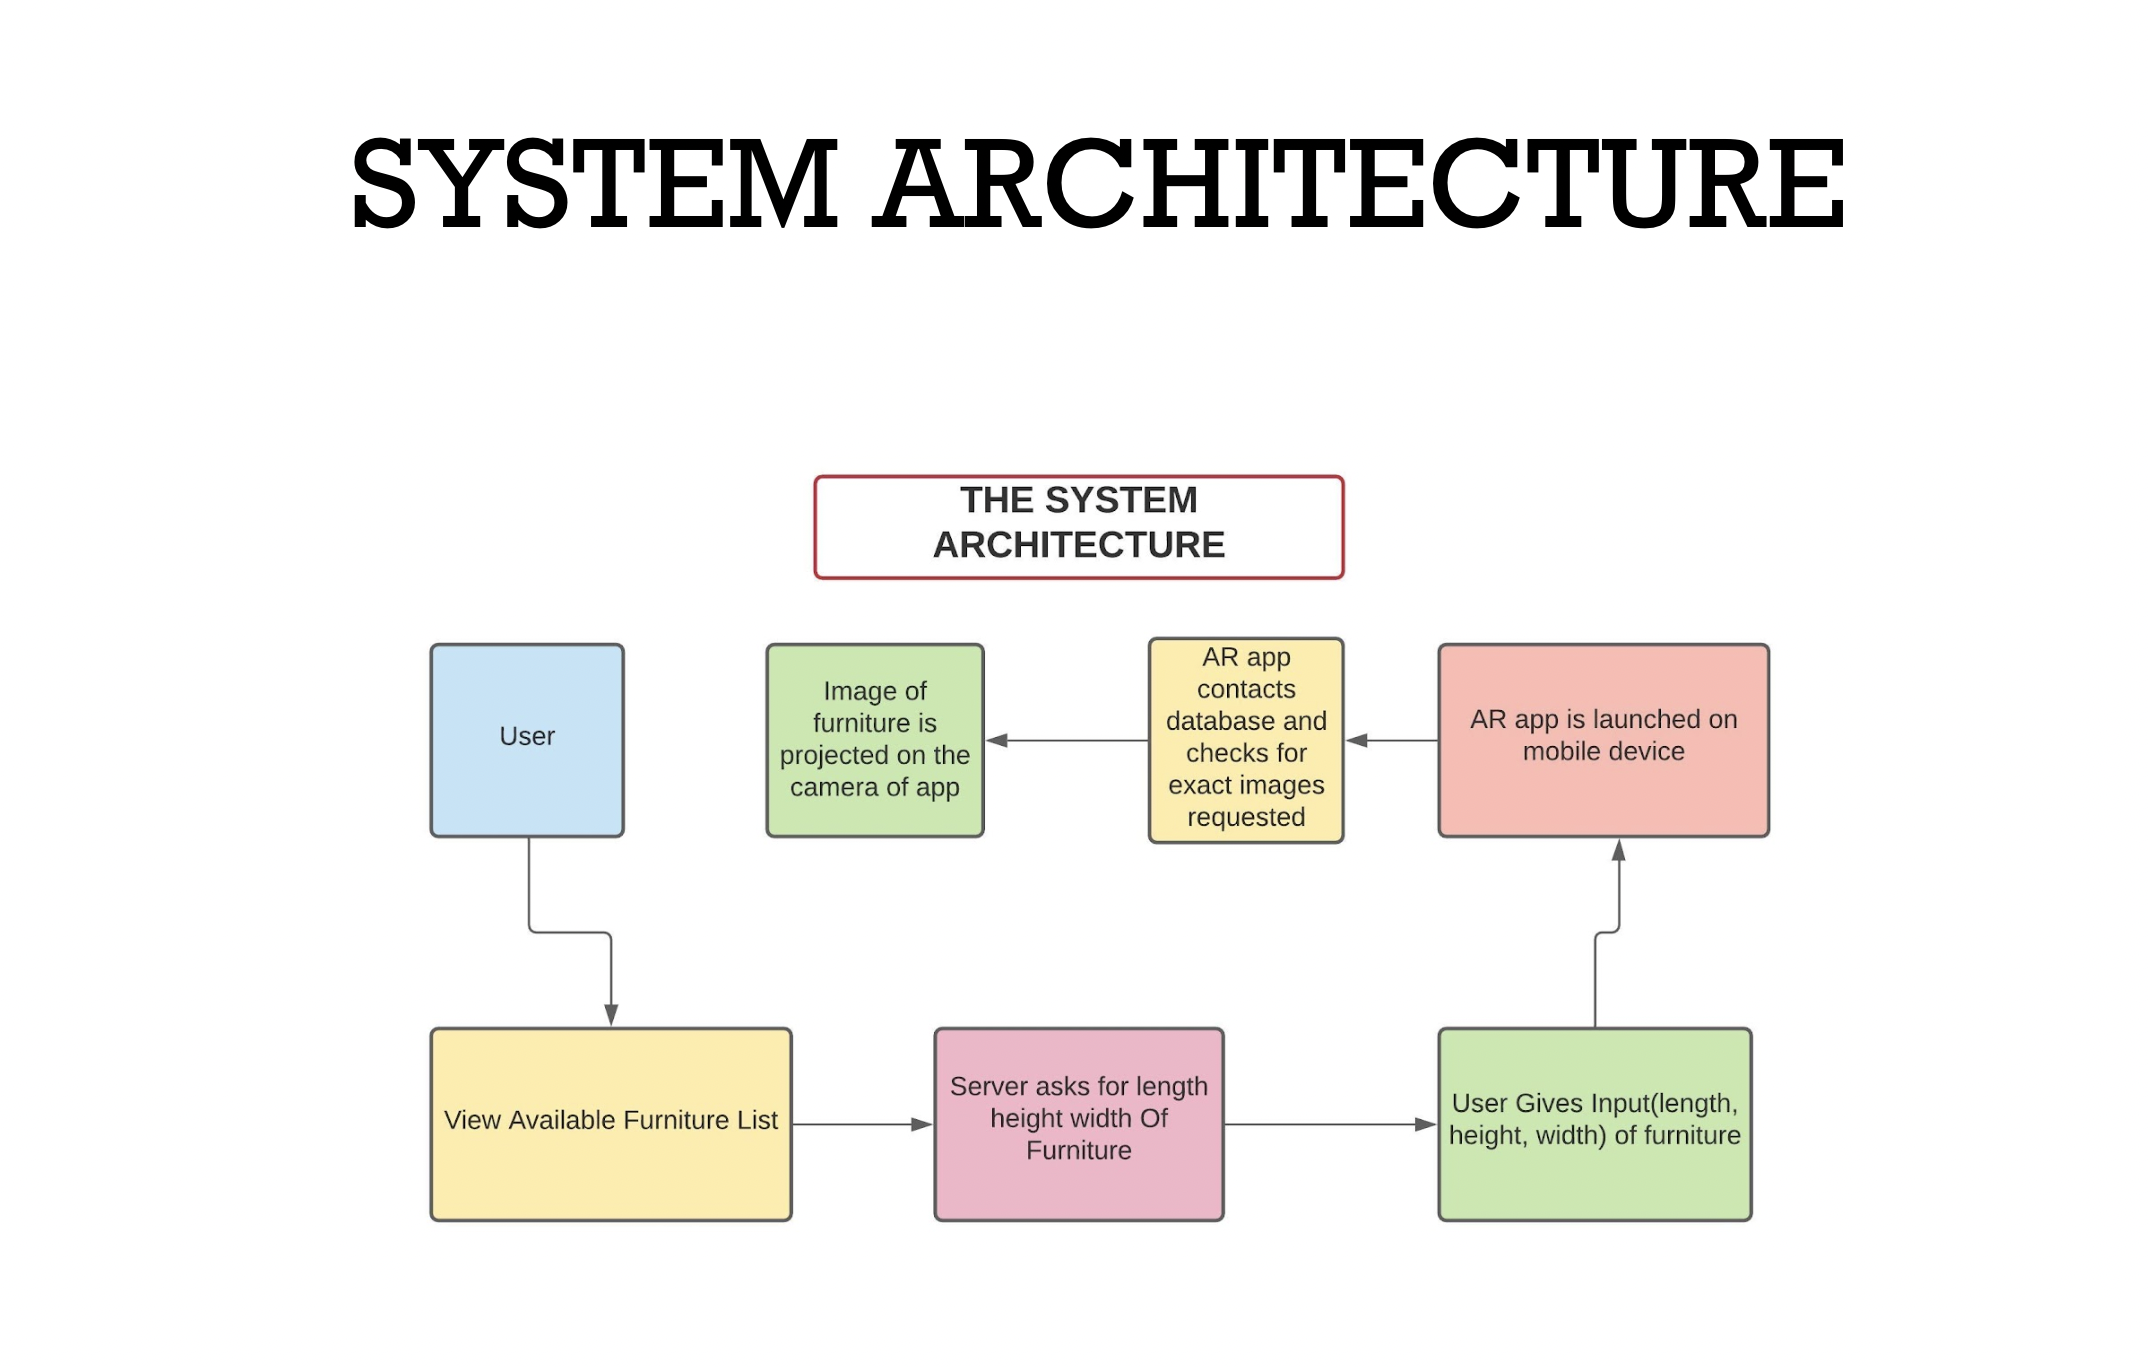 SYSTEM ARCHITECTURE
THE SYSTEM
ARCHITECTURE
User
Image of
furniture is
projected on the
camera of app
AR app
contacts
database and
checks for
exact images
requested
AR app is launched on
mobile device
View Available Furniture List
Server asks for length
height width Of
Furniture
User Gives Input(length,
height, width) of furniture